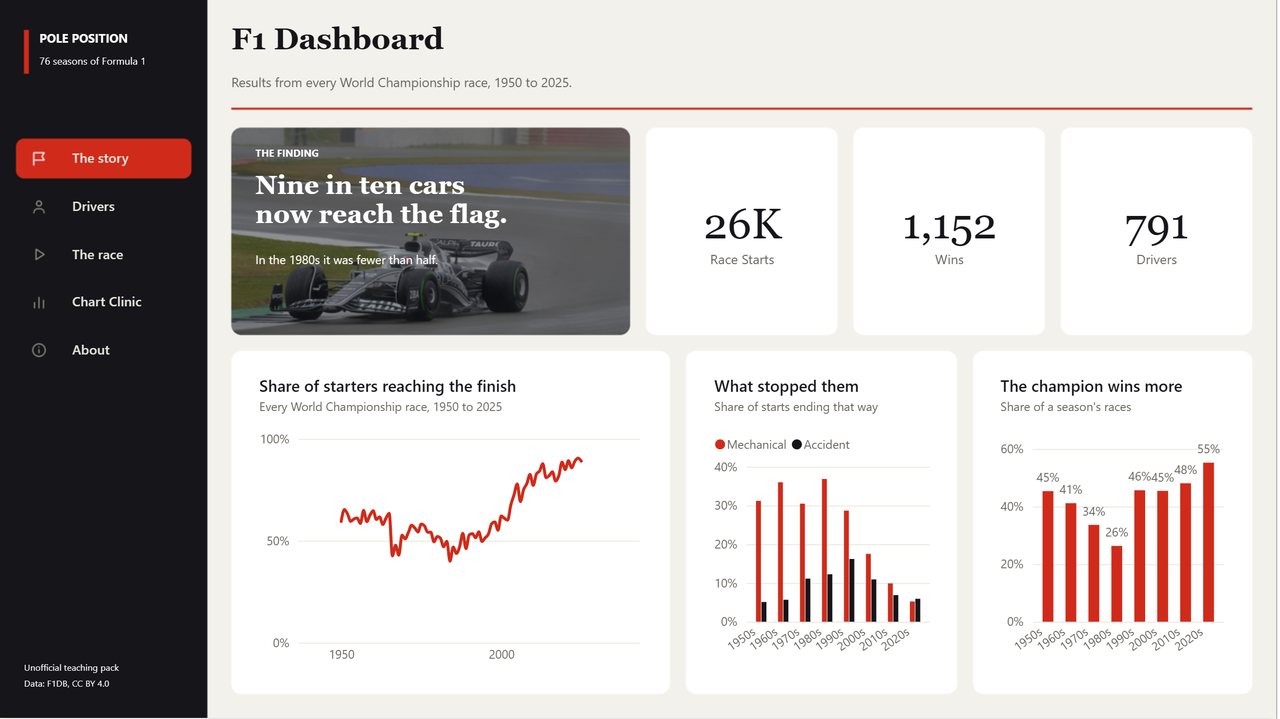 POLE POSITION
76 seasons of Formula 1
The story
Drivers
The race
Chart Clinic
About
Unofficial teaching pack
Data: F1DB, CC BY 4.0
F1 Dashboard
Results from every World Championship race, 1950 to 2025.
THE FINDING
Nine in ten cars
now reach the flag.
In the 1980s it was fewer than half.
26K
Race Starts
1,152
Wins
791
Drivers
Share of starters reaching the finish
Every World Championship race, 1950 to 2025
100%
50%
0%
1950 2000
What stopped them
Share of starts ending that way
Mechanical Accident
40%
30%
20%
10%
0%
1950s 1960s 1970s 1980s 1990s 2000s 2010s 2020s
The champion wins more
Share of a season's races
60%
40%
20%
0%
45% 41% 34% 26% 46% 45% 48% 55%
1950s 1960s 1970s 1980s 1990s 2000s 2010s 2020s